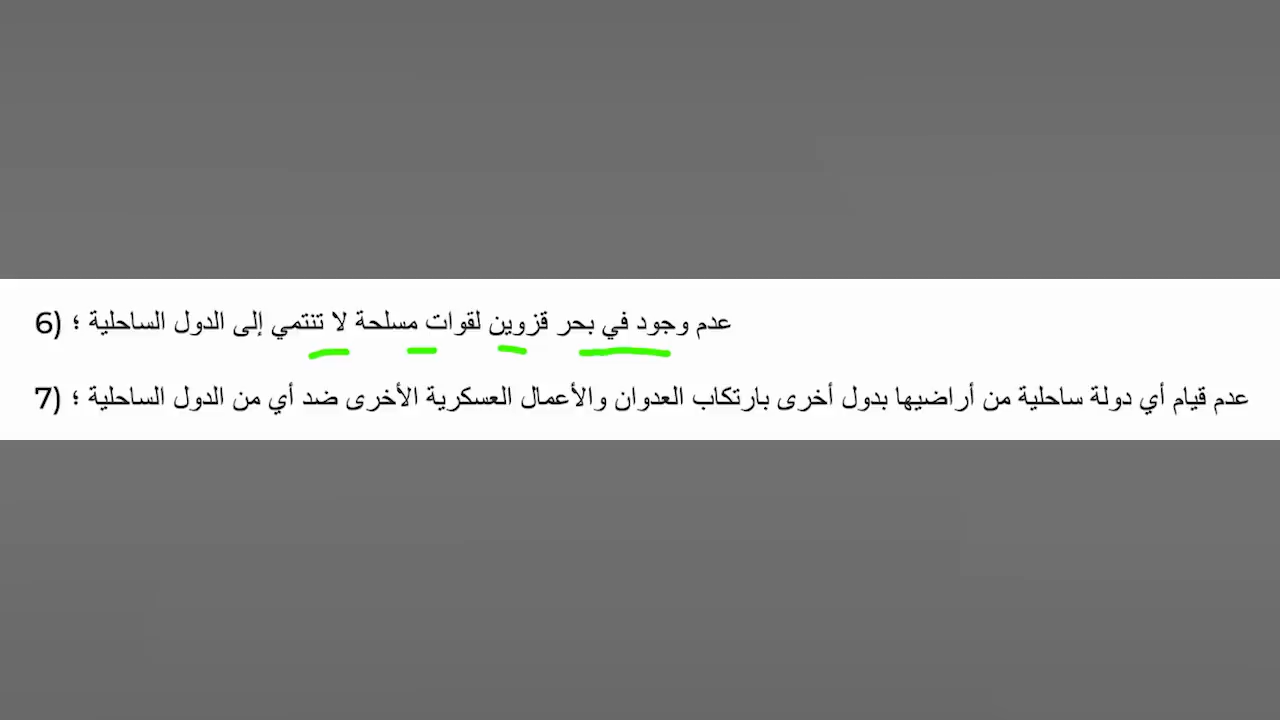 6) عدم وجود في بحر قزوين لقوات مسلحة لا تنتمي إلى الدول الساحلية ؛
7) عدم قيام أي دولة ساحلية من أراضيها بدول أخرى بارتكاب العدوان والأعمال العسكرية الأخرى ضد أي من الدول الساحلية ؛